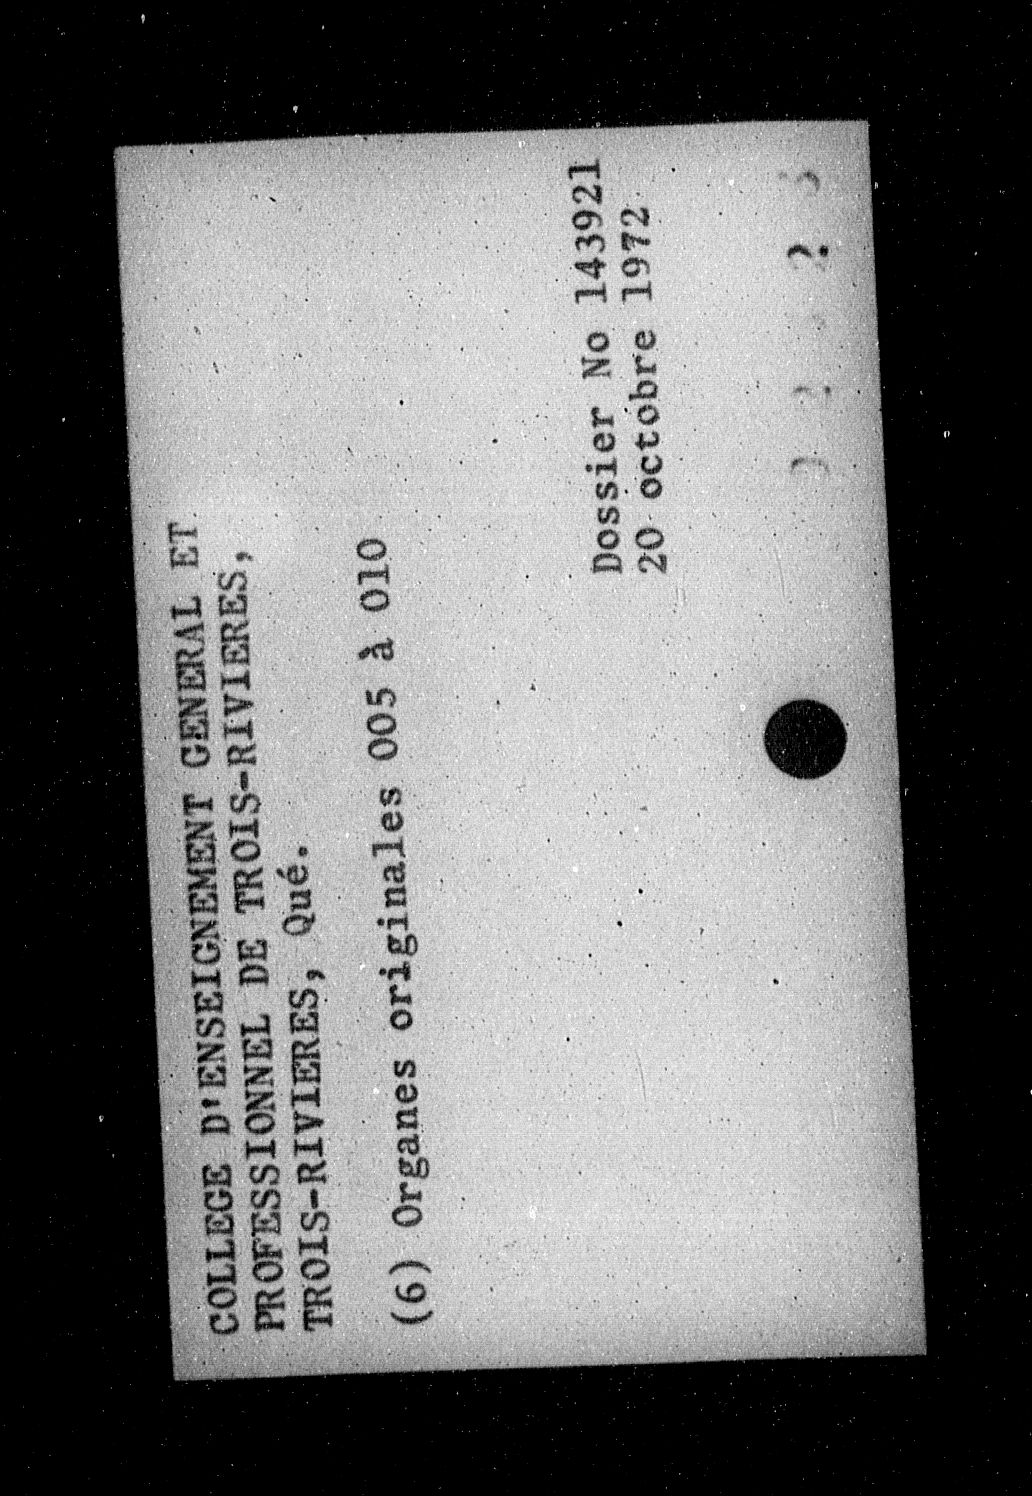 COLLEGE D'ENSEIGNEMENT GENERAL ET
PROFESSIONNEL DE TROIS-RIVIERES,
TROIS-RIVIERES, Qué.
(6) Organes originales 005 à 010
Dossier No 143921
20 octobre 1972